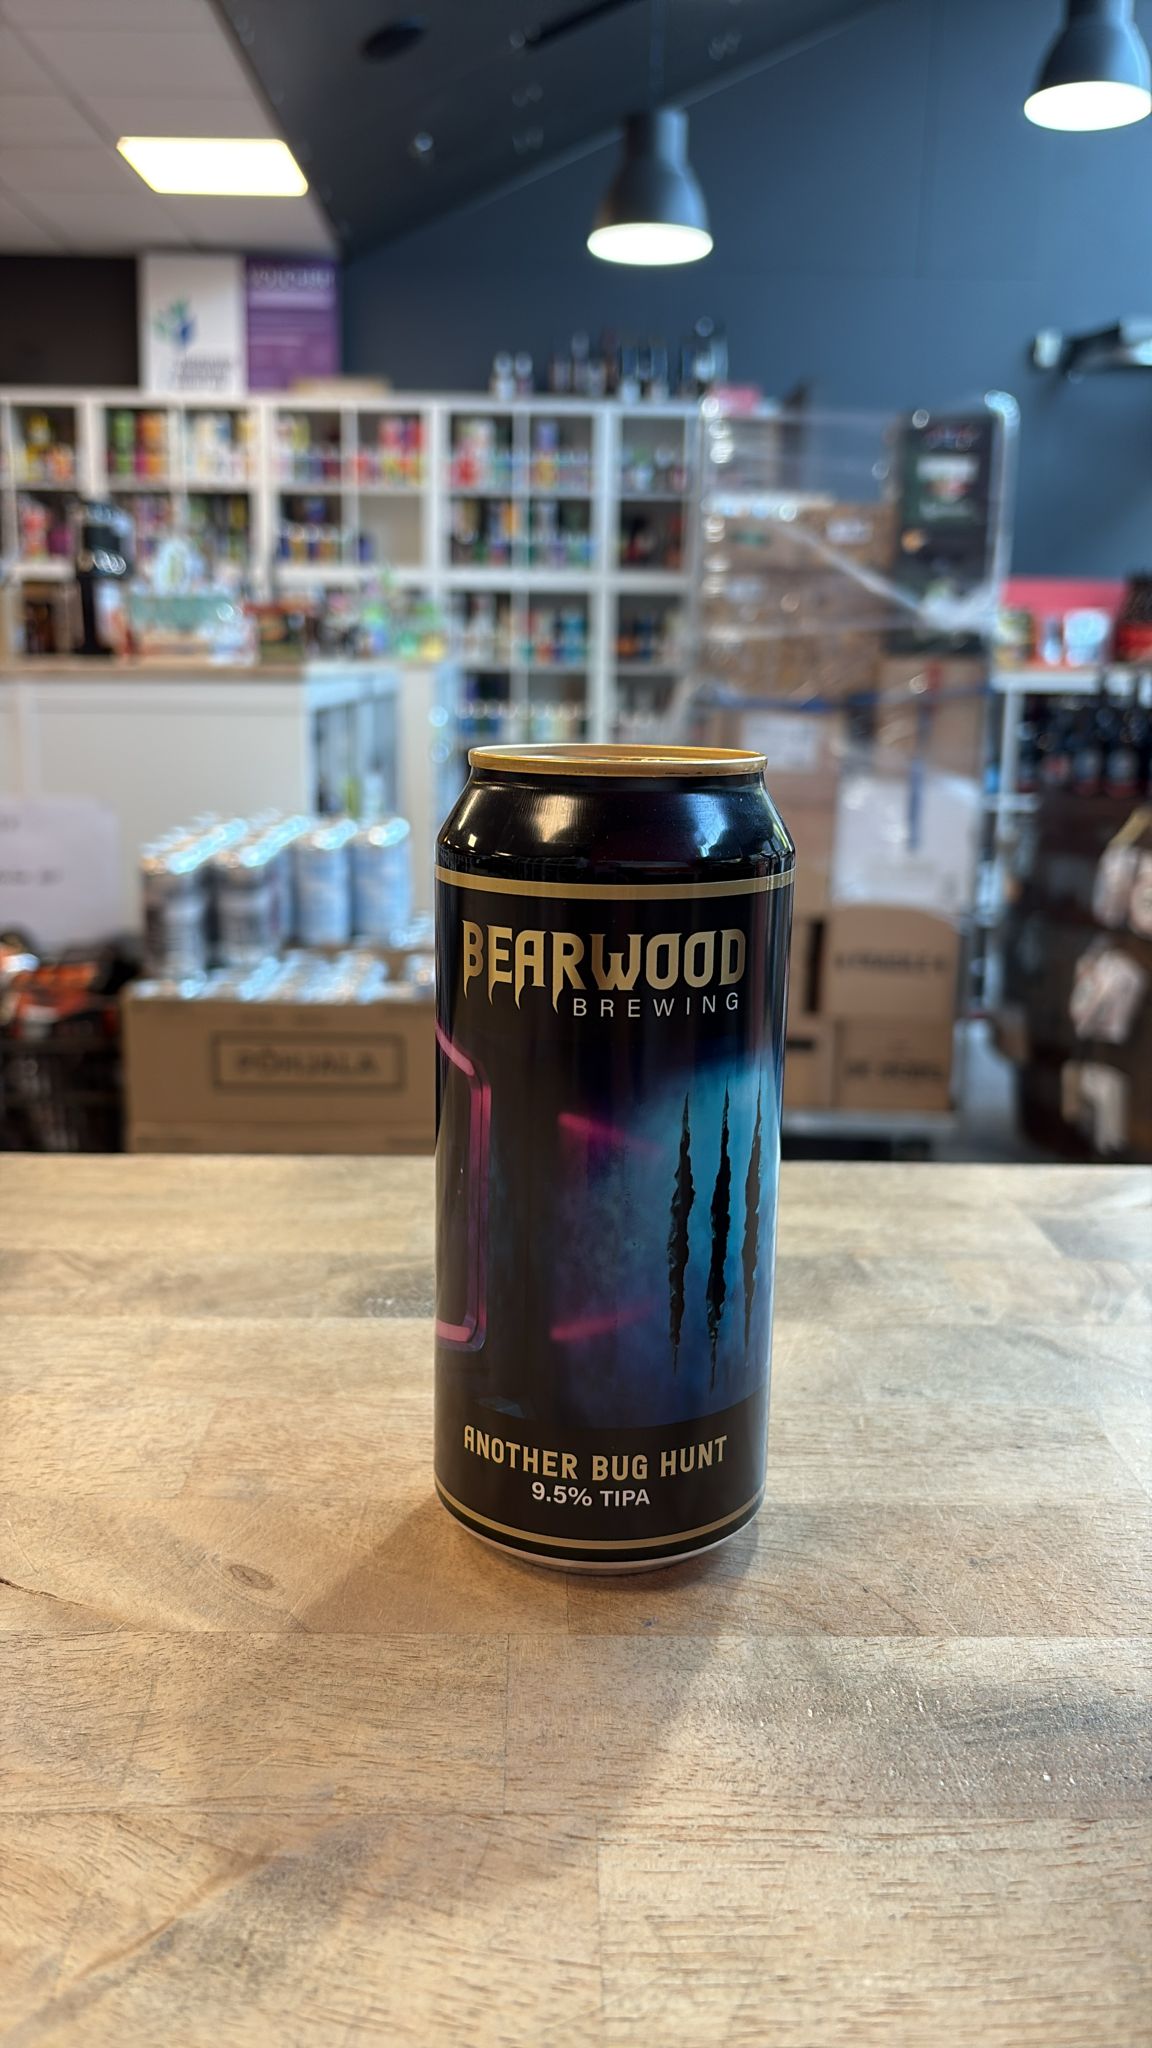 BEARWOOD
BREWING
ANOTHER BUG HUNT
9.5% TIPA
PÕHJALA